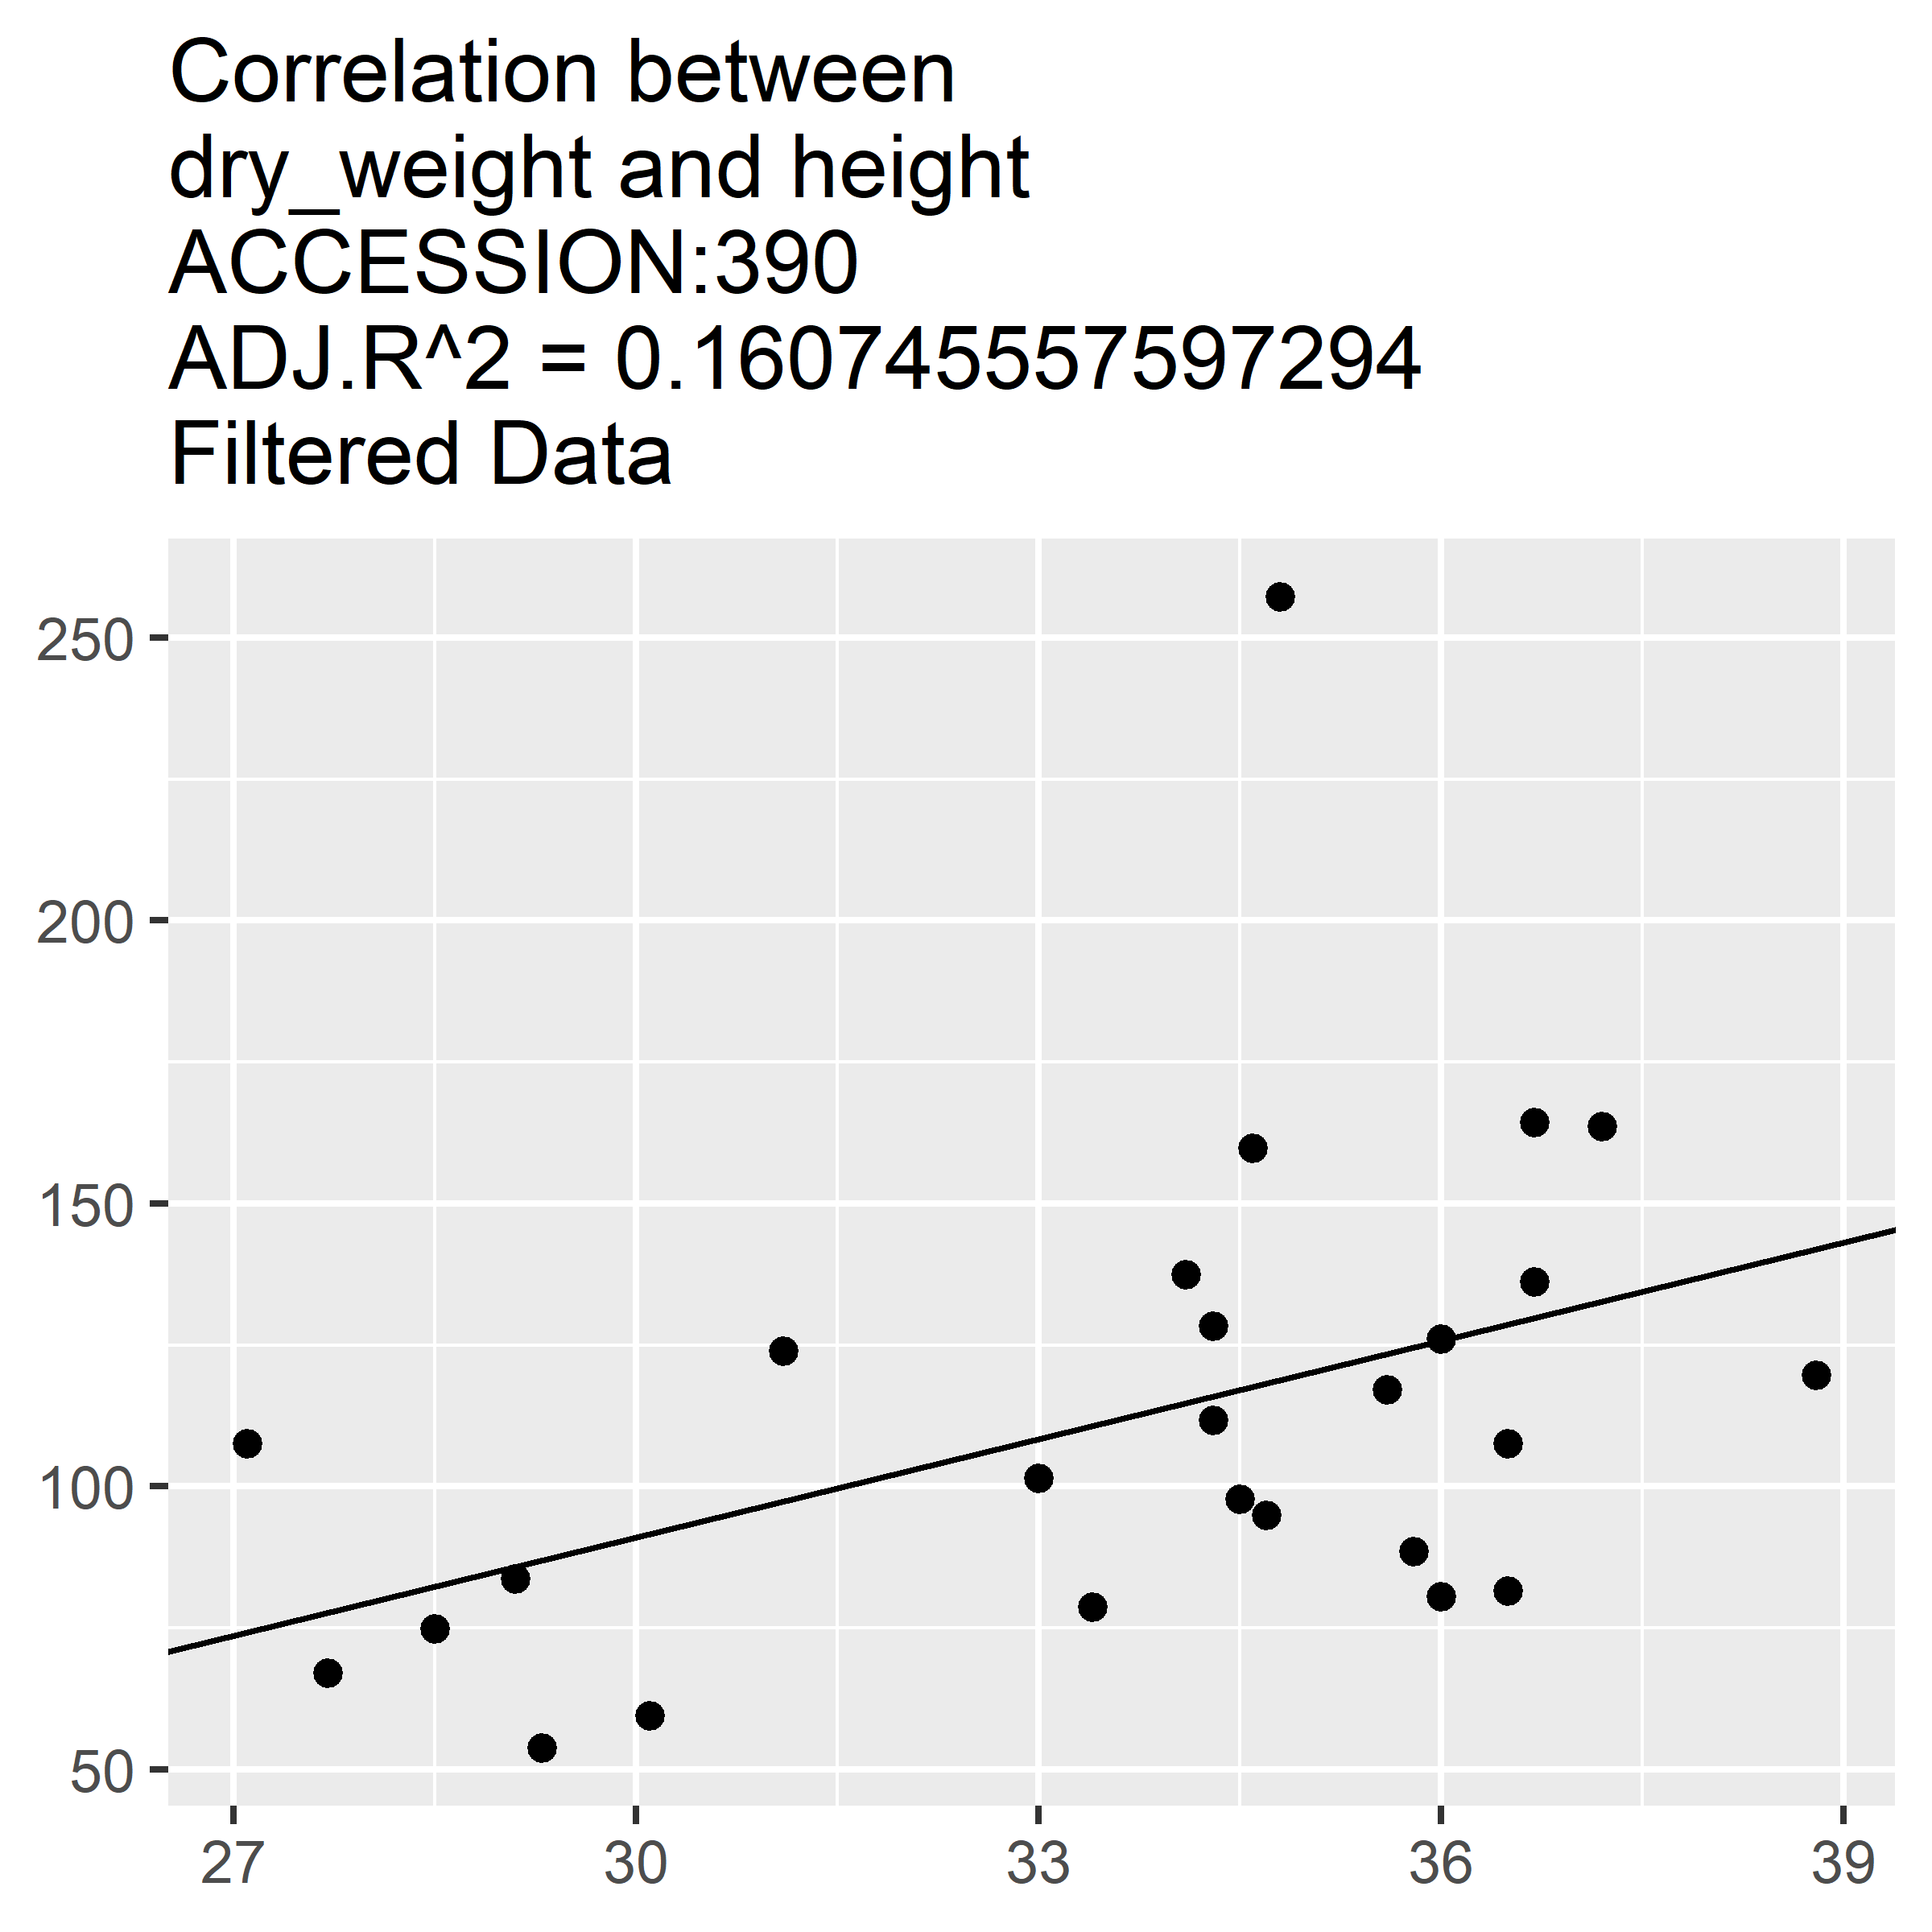 Correlation between
dry_weight and height
ACCESSION:390
ADJ.R^2 = 0.160745557597294
Filtered Data
250
200
150
100
50
27 30 33 36 39